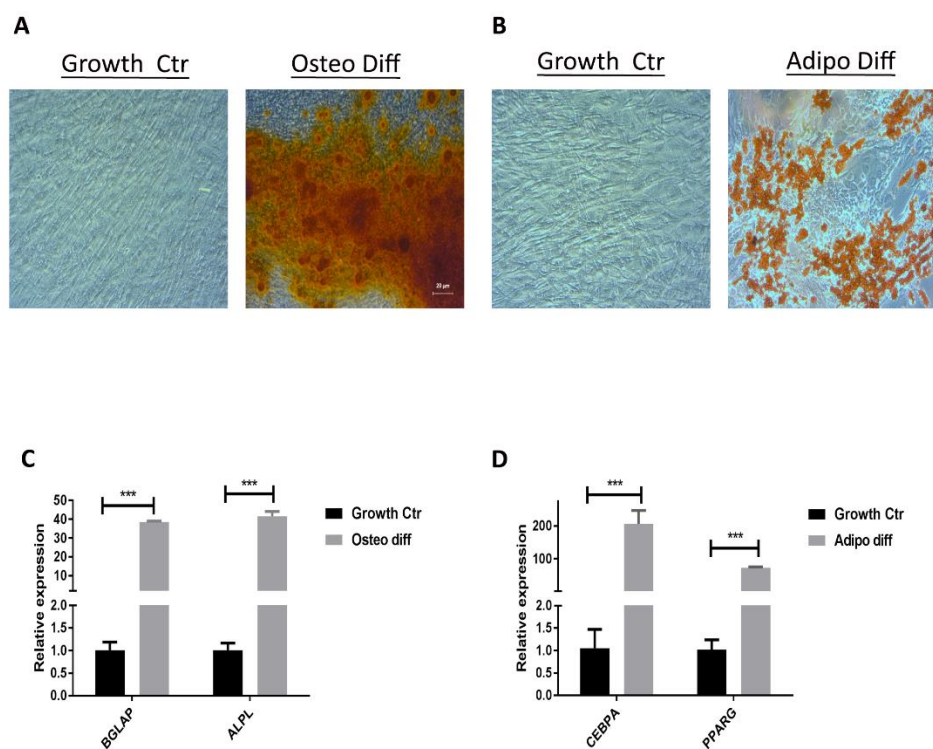 A
Growth Ctr
Osteo Diff
20 µm
B
Growth Ctr
Adipo Diff
C
Relative expression
50
40
30
20
10
2.0
1.5
1.0
0.5
0.0
***
***
BGLAP
ALPL
Growth Ctr
Osteo diff
D
Relative expression
200
100
2.0
1.5
1.0
0.5
0.0
***
***
CEBPA
PPARG
Growth Ctr
Adipo diff